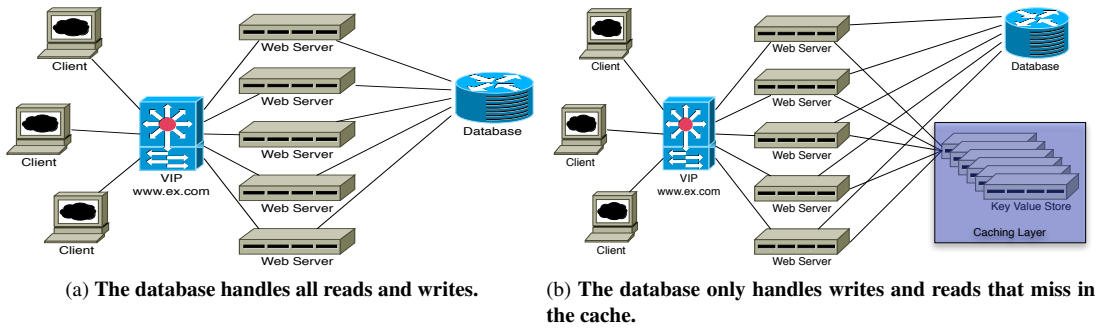 Client
Client
Client
VIP
www.ex.com
Web Server
Web Server
Web Server
Web Server
Web Server
Database
(a) The database handles all reads and writes.
Client
Client
Client
VIP
www.ex.com
Web Server
Web Server
Web Server
Web Server
Web Server
Database
Key Value Store
Caching Layer
(b) The database only handles writes and reads that miss in
the cache.